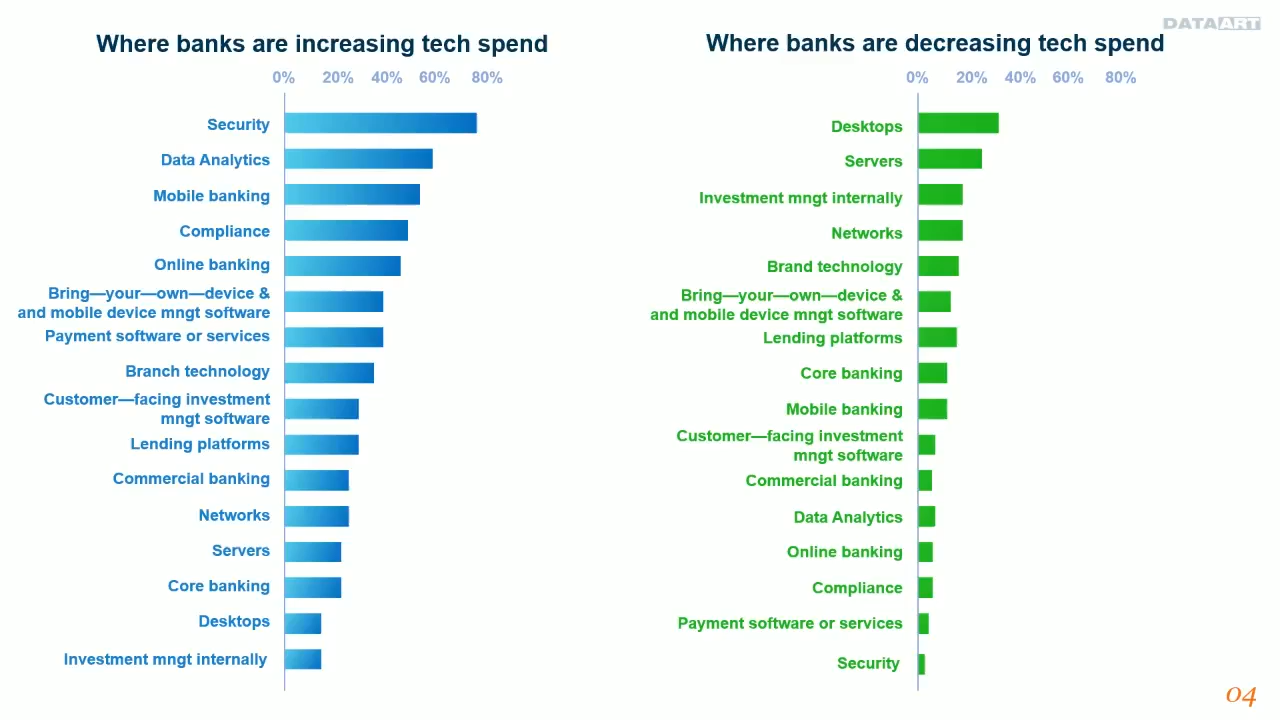 DATAART
Where banks are increasing tech spend
0% 20% 40% 60% 80%
Security
Data Analytics
Mobile banking
Compliance
Online banking
Bring—your—own—device &
and mobile device mngt software
Payment software or services
Branch technology
Customer—facing investment
mngt software
Lending platforms
Commercial banking
Networks
Servers
Core banking
Desktops
Investment mngt internally
Where banks are decreasing tech spend
0% 20% 40% 60% 80%
Desktops
Servers
Investment mngt internally
Networks
Brand technology
Bring—your—own—device &
and mobile device mngt software
Lending platforms
Core banking
Mobile banking
Customer—facing investment
mngt software
Commercial banking
Data Analytics
Online banking
Compliance
Payment software or services
Security
04